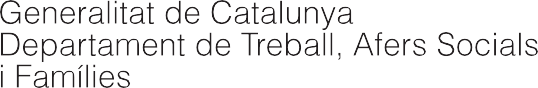 Generalitat de Catalunya
Departament de Treball, Afers Socials
i Famílies